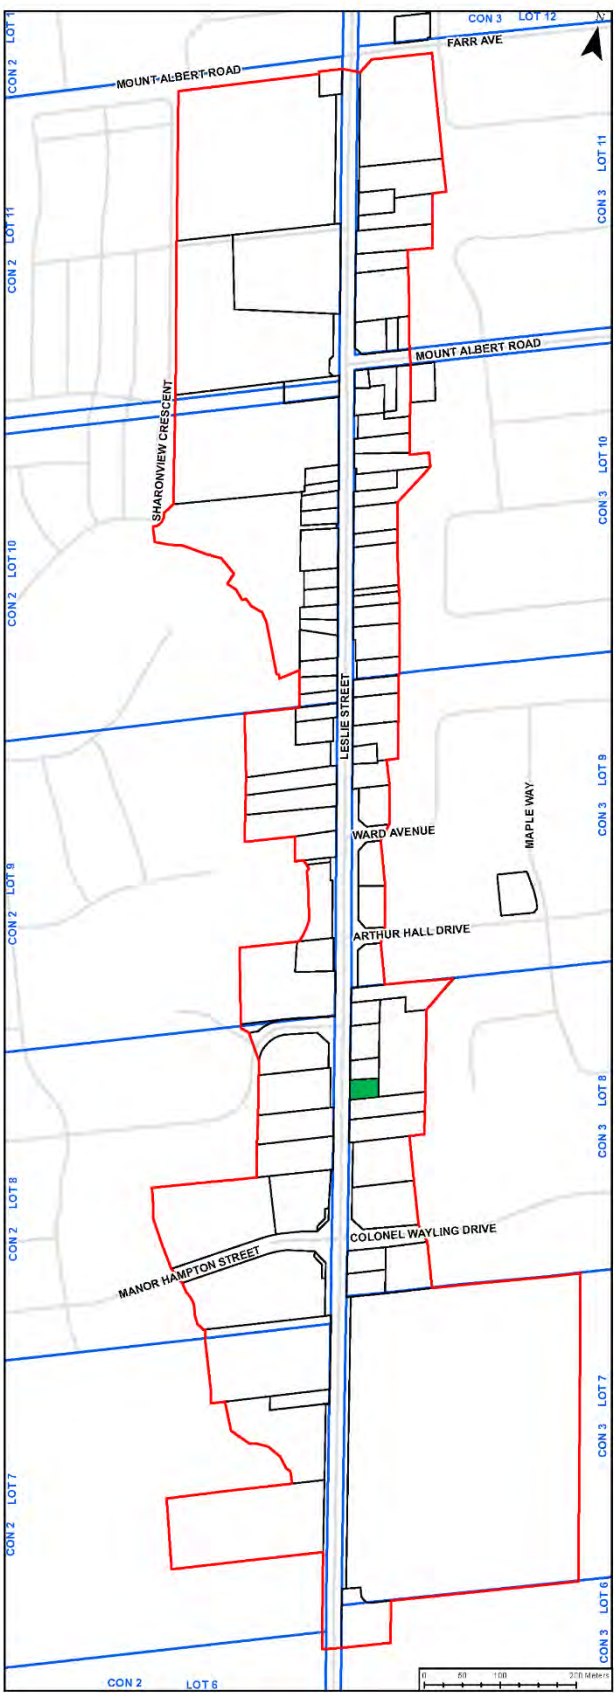 CON 3 LOT 12
N
CON 2 LOT 1
FARR AVE
MOUNT ALBERT ROAD
CON 3 LOT 11
CON 2 LOT 11
MOUNT ALBERT ROAD
SHARONVIEW CRESCENT
CON 3 LOT 10
CON 2 LOT 10
LESLIE STREET
CON 3 LOT 9
MAPLE WAY
WARD AVENUE
CON 2 LOT 9
ARTHUR HALL DRIVE
CON 3 LOT 8
CON 2 LOT 8
COLONEL WAYLING DRIVE
MANOR HAMPTON STREET
CON 3 LOT 7
CON 2 LOT 7
CON 3 LOT 6
0 50 100 200 Meters
CON 2 LOT 6